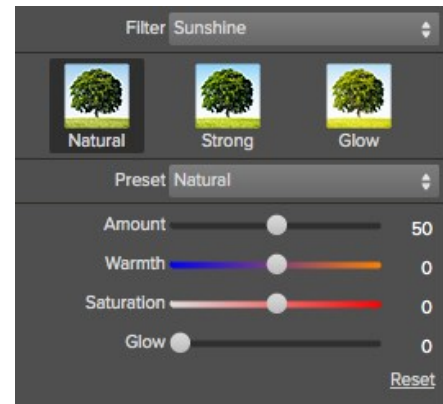 Filter Sunshine
Natural Strong Glow
Preset Natural
Amount 50
Warmth 0
Saturation 0
Glow 0
Reset